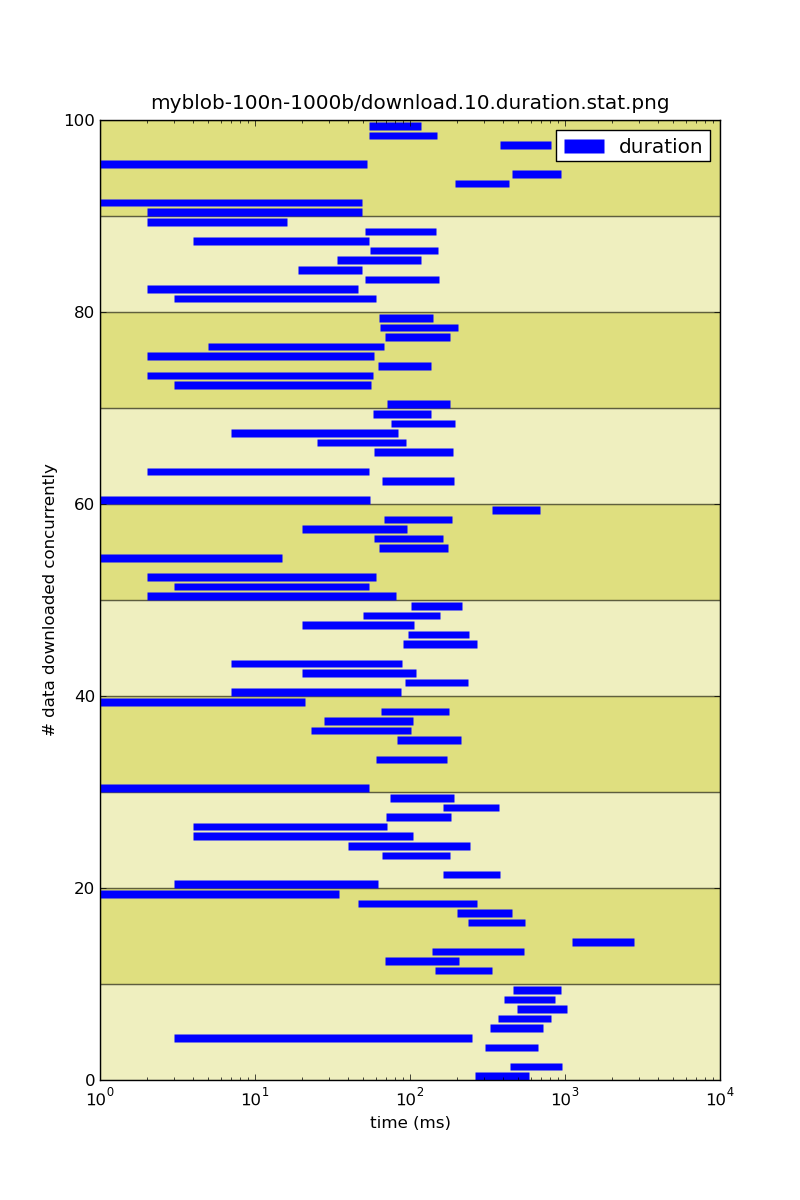 myblob-100n-1000b/download.10.duration.stat.png
duration
100
80
60
40
20
0
# data downloaded concurrently
10^0 10^1 10^2 10^3 10^4
time (ms)